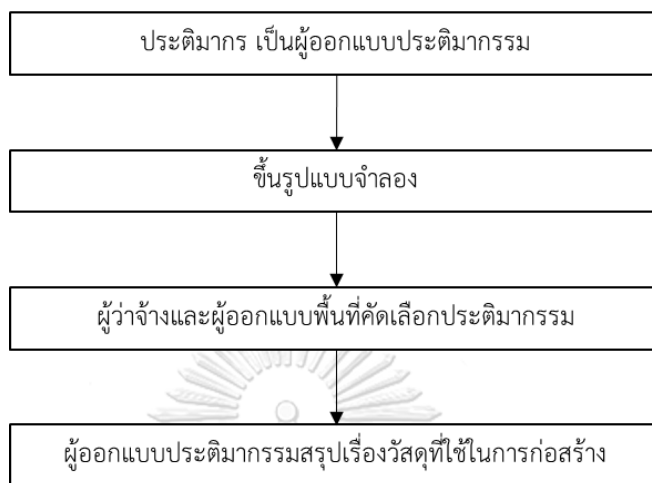 ประติมากร เป็นผู้ออกแบบประติมากรรม
ขึ้นรูปแบบจำลอง
ผู้ว่าจ้างและผู้ออกแบบพื้นที่คัดเลือกประติมากรรม
ผู้ออกแบบประติมากรรมสรุปเรื่องวัสดุที่ใช้ในการก่อสร้าง